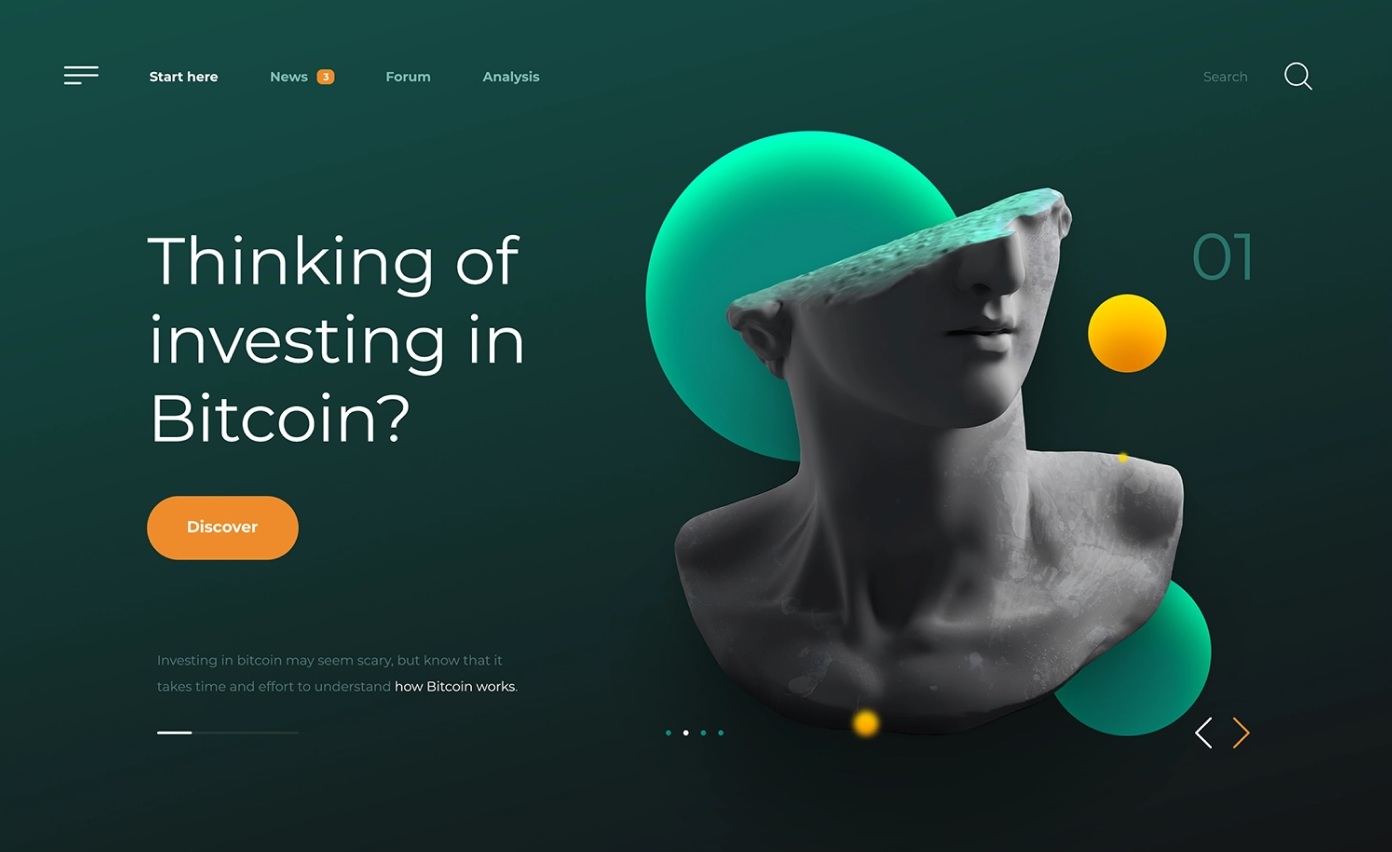 Start here
News 3
Forum
Analysis
Search
Thinking of
investing in
Bitcoin?
01
Discover
Investing in bitcoin may seem scary, but know that it
takes time and effort to understand how Bitcoin works.